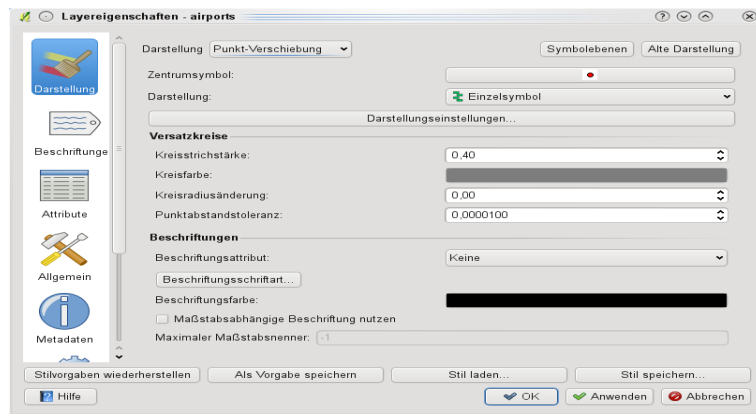 Layereigenschaften - airports
Darstellung Punkt-Verschiebung Symbolebenen Alte Darstellung
Zentrumsymbol:
Darstellung: Einzelsymbol
Darstellungseinstellungen...
Versatzkreise
Kreisstrichstärke: 0,40
Kreisfarbe:
Kreisradiusänderung: 0,00
Punktabstandstoleranz: 0,0000100
Beschriftungen
Beschriftungsattribut: Keine
Beschriftungsschriftart...
Beschriftungsfarbe:
Maßstabsabhängige Beschriftung nutzen
Maximaler Maßstabsnenner: -1
Darstellung
Beschriftunge
Attribute
Allgemein
Metadaten
Stilvorgaben wiederherstellen Als Vorgabe speichern Stil laden... Stil speichern...
Hilfe OK Anwenden Abbrechen